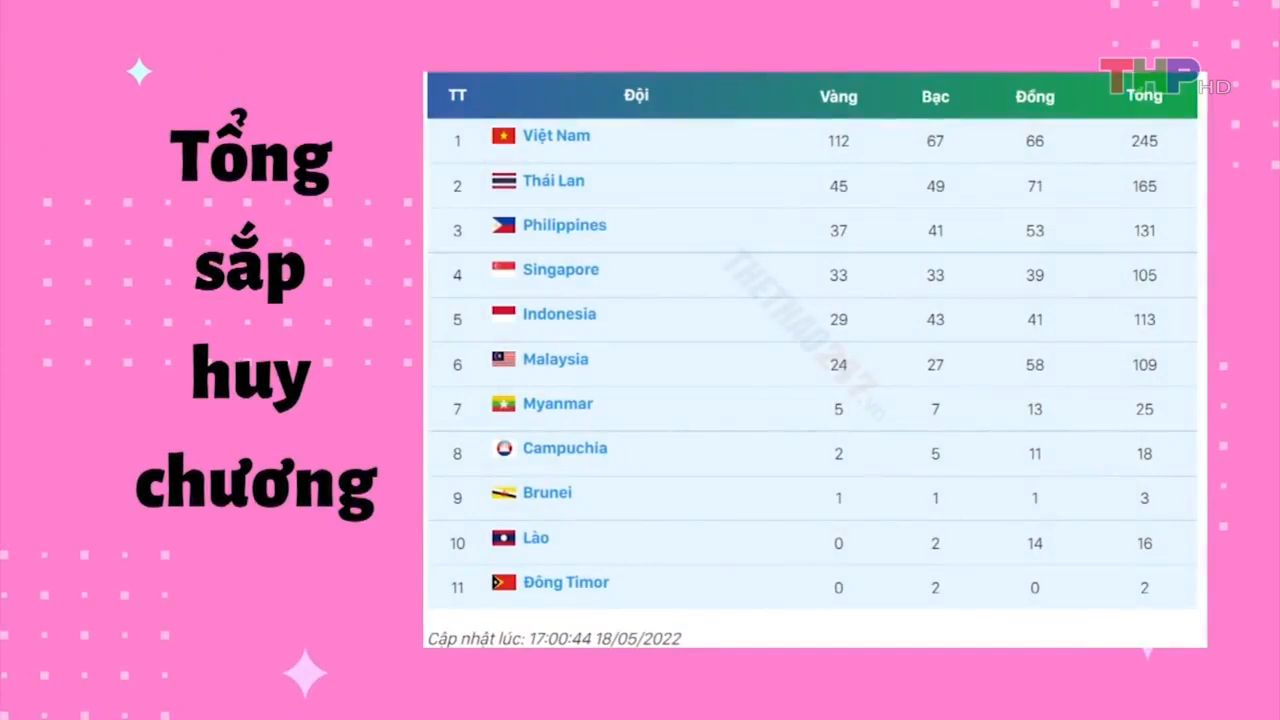 THP HD
Tổng
sắp
huy
chương
TT Đội Vàng Bạc Đồng Tổng
1 Việt Nam 112 67 66 245
2 Thái Lan 45 49 71 165
3 Philippines 37 41 53 131
4 Singapore 33 33 39 105
5 Indonesia 29 43 41 113
6 Malaysia 24 27 58 109
7 Myanmar 5 7 13 25
8 Campuchia 2 5 11 18
9 Brunei 1 1 1 3
10 Lào 0 2 14 16
11 Đông Timor 0 2 0 2
THETHAO247.VN
Cập nhật lúc: 17:00:44 18/05/2022